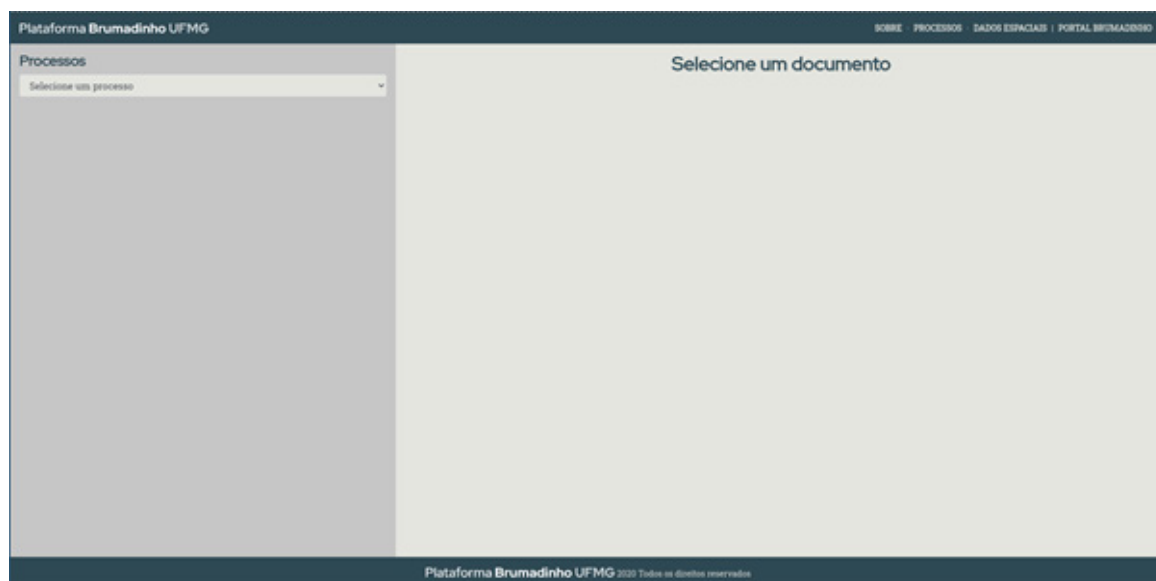 Plataforma Brumadinho UFMG
SOBRE · PROCESSOS · DADOS ESPACIAIS | PORTAL BRUMADINHO
Processos
Selecione um processo
Selecione um documento
Plataforma Brumadinho UFMG 2020 Todos os direitos reservados